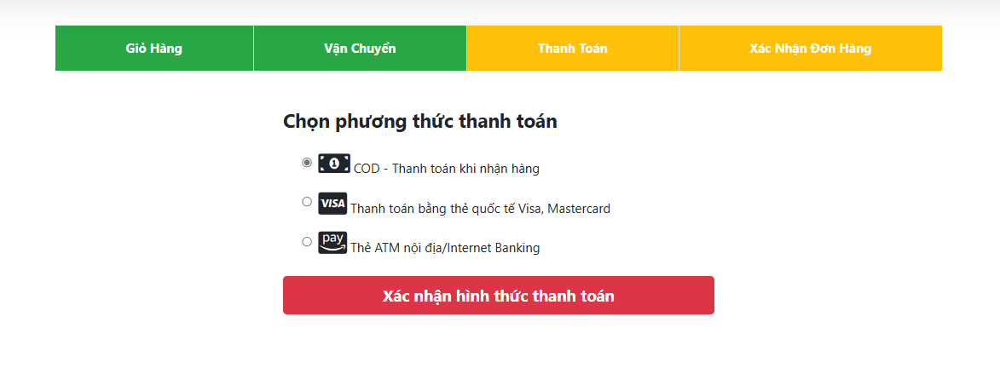 Giỏ Hàng Vận Chuyển Thanh Toán Xác Nhận Đơn Hàng
Chọn phương thức thanh toán
1 COD - Thanh toán khi nhận hàng
VISA Thanh toán bằng thẻ quốc tế Visa, Mastercard
pay Thẻ ATM nội địa/Internet Banking
Xác nhận hình thức thanh toán